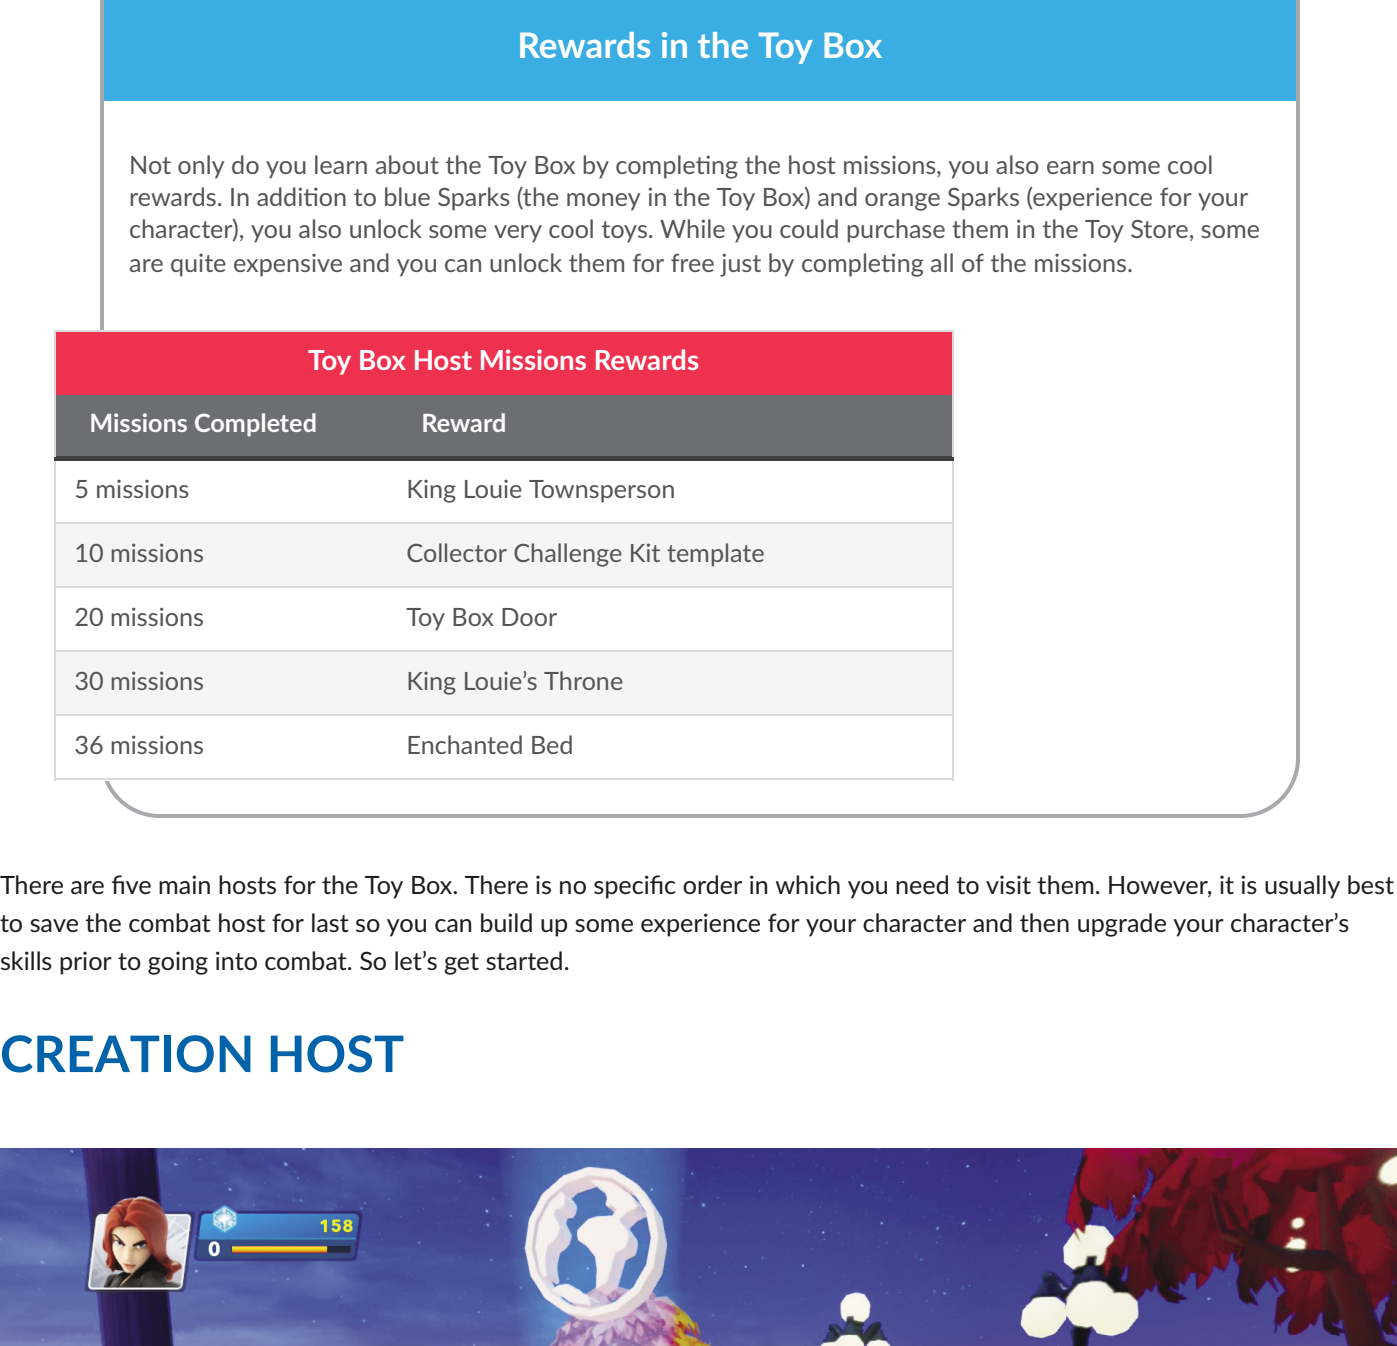 Rewards in the Toy Box
Not only do you learn about the Toy Box by completing the host missions, you also earn some cool
rewards. In addition to blue Sparks (the money in the Toy Box) and orange Sparks (experience for your
character), you also unlock some very cool toys. While you could purchase them in the Toy Store, some
are quite expensive and you can unlock them for free just by completing all of the missions.
Toy Box Host Missions Rewards
Missions Completed Reward
5 missions King Louie Townsperson
10 missions Collector Challenge Kit template
20 missions Toy Box Door
30 missions King Louie’s Throne
36 missions Enchanted Bed
There are five main hosts for the Toy Box. There is no specific order in which you need to visit them. However, it is usually best
to save the combat host for last so you can build up some experience for your character and then upgrade your character’s
skills prior to going into combat. So let’s get started.
CREATION HOST
158
0